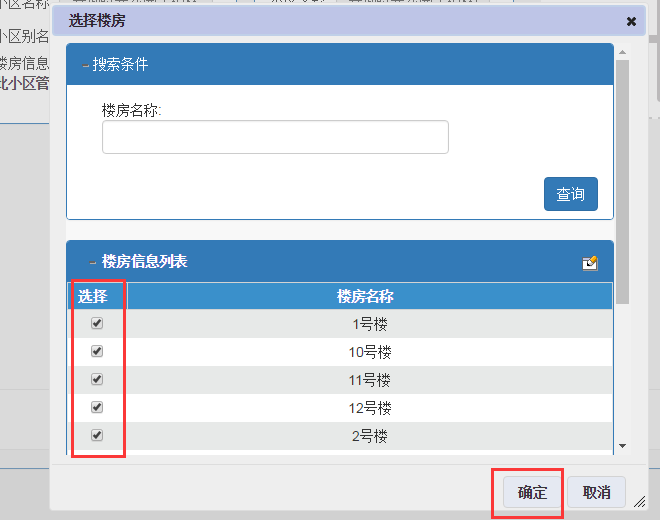 小区名称
选择楼房
小区别名
楼房信息
此小区管
搜索条件
楼房名称:
查询
楼房信息列表
选择 楼房名称
1号楼
10号楼
11号楼
12号楼
2号楼
确定 取消